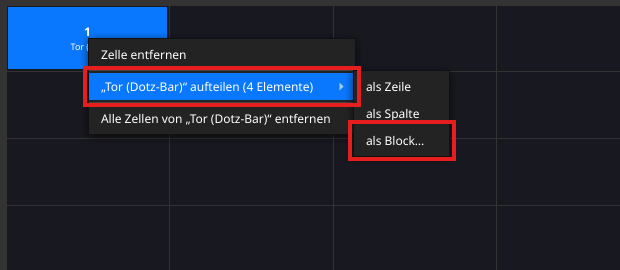 1
Tor (
Zelle entfernen
„Tor (Dotz-Bar)“ aufteilen (4 Elemente)
als Zeile
als Spalte
Alle Zellen von „Tor (Dotz-Bar)“ entfernen
als Block...